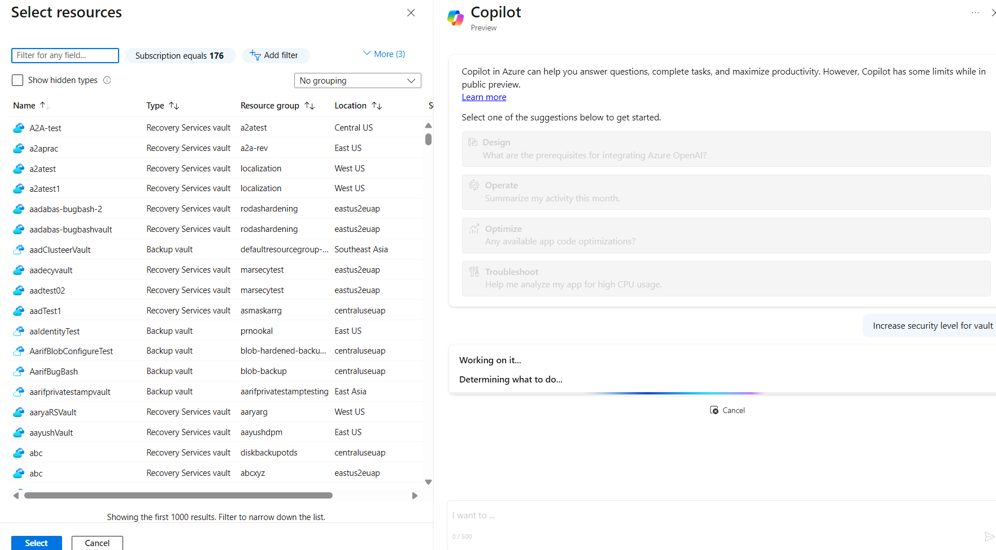 Select resources
Filter for any field...
Subscription equals 176
Add filter
More (3)
Show hidden types
No grouping
Name Type Resource group Location S
A2A-test Recovery Services vault a2atest Central US
a2aprac Recovery Services vault a2a-rev East US
a2atest Recovery Services vault localization West US
a2atest1 Recovery Services vault localization West US
aadabas-bugbash-2 Recovery Services vault rodashardening eastus2euap
aadabas-bugbashvault Recovery Services vault rodashardening eastus2euap
aadClusteerVault Backup vault defaultresourcegroup-... Southeast Asia
aadecyvault Recovery Services vault marsecytest eastus2euap
aadtest02 Recovery Services vault marsecytest eastus2euap
aadTest1 Recovery Services vault asmaskarrg centraluseuap
aaIdentityTest Backup vault prnookal East US
AarifBlobConfigureTest Backup vault blob-hardened-backu... centraluseuap
AarifBugBash Backup vault blob-backup centraluseuap
aarifprivatestampvault Backup vault aarifprivatestamptesting East Asia
aaryaRSVault Recovery Services vault aaryarg West US
aayushVault Recovery Services vault aayushdpm East US
abc Recovery Services vault diskbackupotds centraluseuap
abc Recovery Services vault abcxyz eastus2euap
Showing the first 1000 results. Filter to narrow down the list.
Select
Cancel
Copilot
Preview
Copilot in Azure can help you answer questions, complete tasks, and maximize productivity. However, Copilot has some limits while in
public preview.
Learn more
Select one of the suggestions below to get started.
Design
What are the prerequisites for integrating Azure OpenAI?
Operate
Summarize my activity this month.
Optimize
Any available app code optimizations?
Troubleshoot
Help me analyze my app for high CPU usage.
Increase security level for vault
Working on it...
Determining what to do...
Cancel
I want to ...
0 / 500